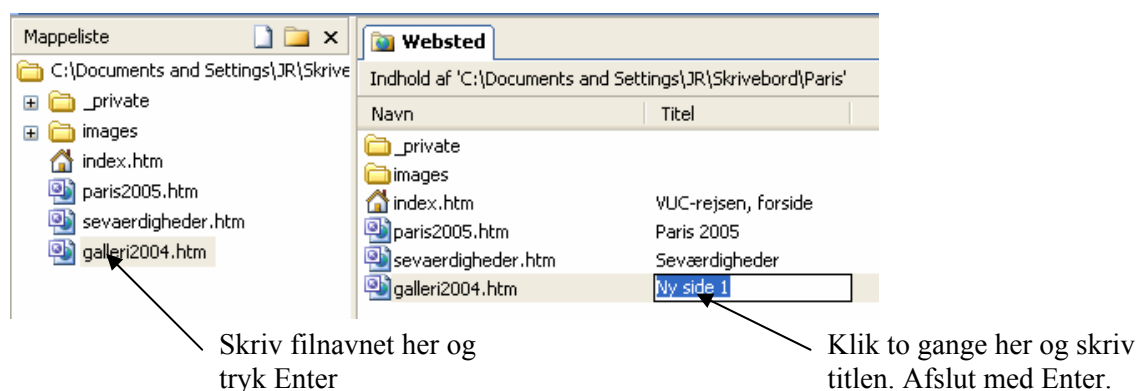 Mappeliste
C:\Documents and Settings\JR\Skrive
_private
images
index.htm
paris2005.htm
sevaerdigheder.htm
galleri2004.htm
Websted
Indhold af 'C:\Documents and Settings\JR\Skrivebord\Paris'
Navn Titel
_private
images
index.htm VUC-rejsen, forside
paris2005.htm Paris 2005
sevaerdigheder.htm Seværdigheder
galleri2004.htm Ny side 1
Skriv filnavnet her og
tryk Enter
Klik to gange her og skriv
titlen. Afslut med Enter.